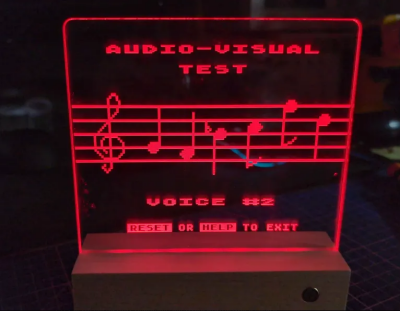 AUDIO-VISUAL
TEST
VOICE #2
RESET OR HELP TO EXIT